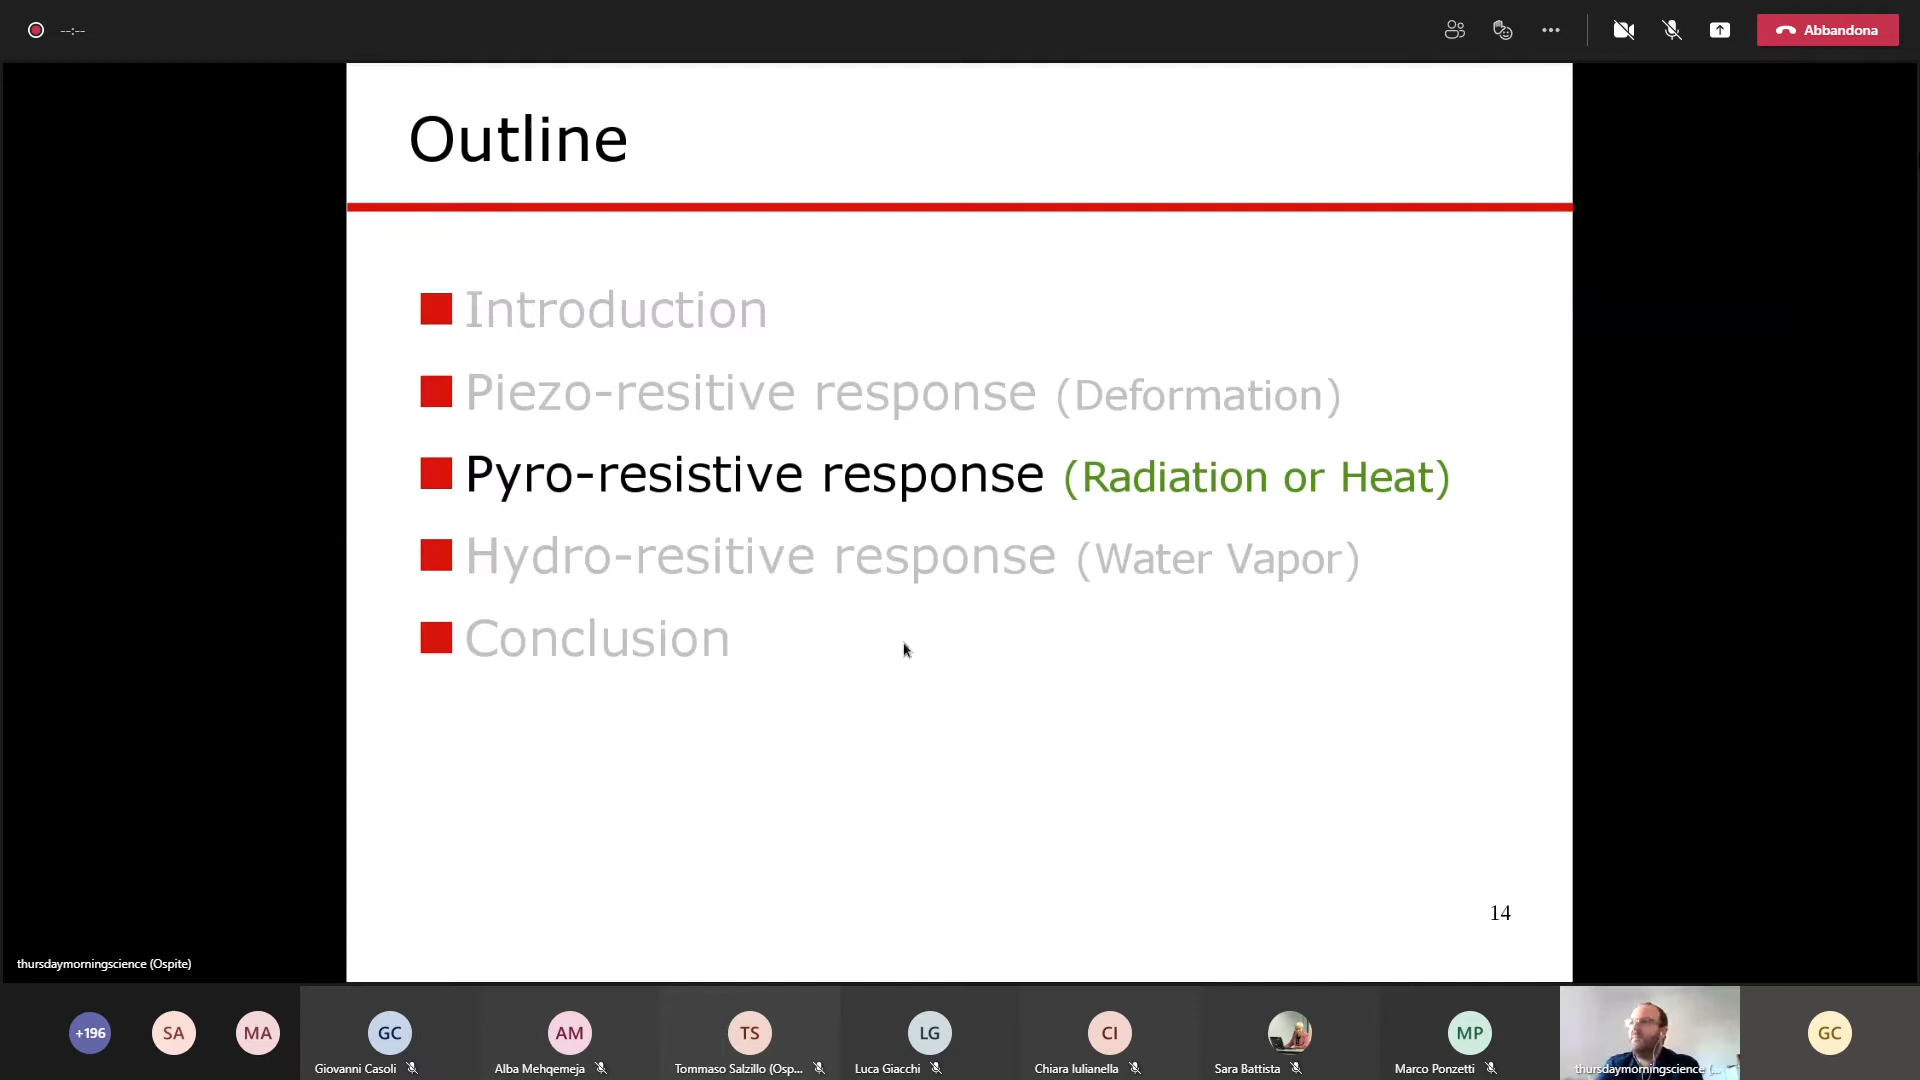 --:--
Abbandona
Outline
Introduction
Piezo-resitive response (Deformation)
Pyro-resistive response (Radiation or Heat)
Hydro-resitive response (Water Vapor)
Conclusion
14
thursdaymorningscience (Ospite)
+196
SA
MA
GC
AM
TS
LG
CI
MP
GC
Giovanni Casoli
Alba Mehqemeja
Tommaso Salzillo (Osp...
Luca Giacchi
Chiara Iulianella
Sara Battista
Marco Ponzetti
thursdaymorningscience (...